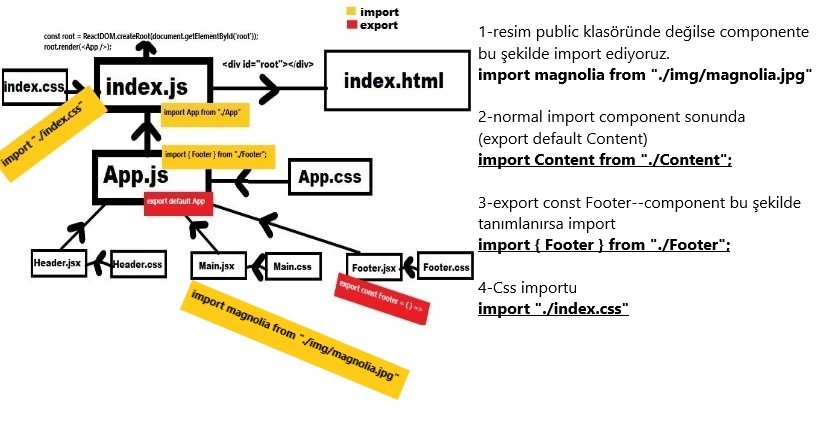 import
export
const root = ReactDOM.createRoot(document.getElementById('root'));
root.render(<App />);
<div id="root"></div>
index.css
index.js
index.html
import "./index.css"
import App from "./App"
import { Footer } from "./Footer";
App.js
App.css
export default App
Header.jsx
Header.css
Main.jsx
Main.css
Footer.jsx
Footer.css
export const Footer = ( ) =>
import magnolia from "./img/magnolia.jpg"
1-resim public klasöründe değilse componente
bu şekilde import ediyoruz.
import magnolia from "./img/magnolia.jpg"
2-normal import component sonunda
(export default Content)
import Content from "./Content";
3-export const Footer--component bu şekilde
tanımlanırsa import
import { Footer } from "./Footer";
4-Css importu
import "./index.css"